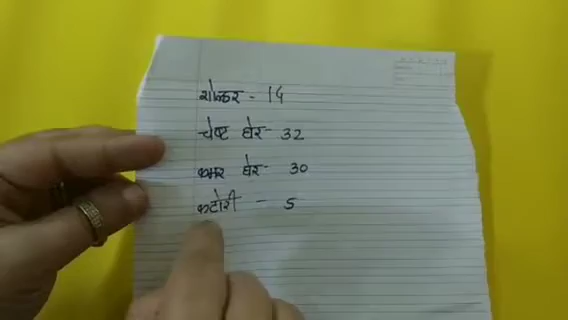 शोल्डर - 14
चेष्ट घेर - 32
कमर घेर - 30
कटोरी - 5